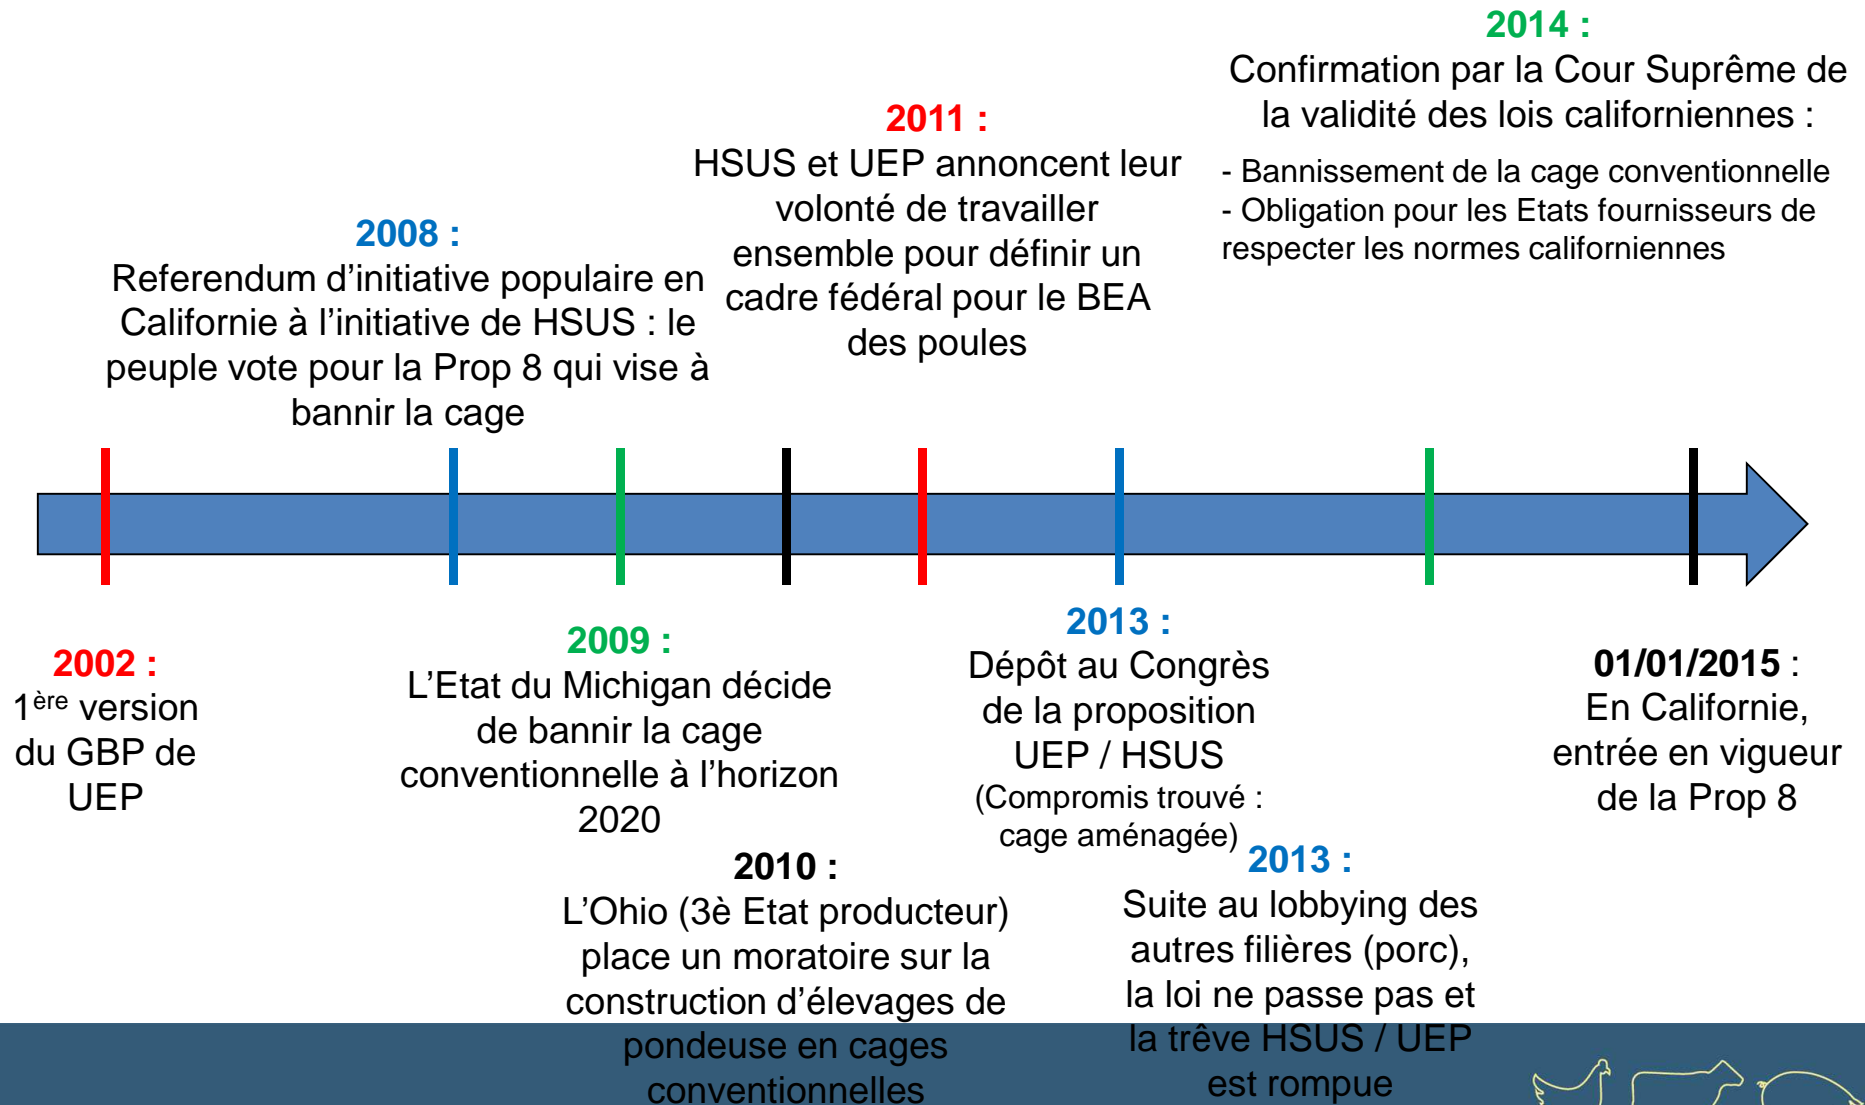 2014 :
Confirmation par la Cour Suprême de
la validité des lois californiennes :
- Bannissement de la cage conventionnelle
- Obligation pour les Etats fournisseurs de
respecter les normes californiennes
2011 :
HSUS et UEP annoncent leur
volonté de travailler
ensemble pour définir un
cadre fédéral pour le BEA
des poules
2008 :
Referendum d’initiative populaire en
Californie à l’initiative de HSUS : le
peuple vote pour la Prop 8 qui vise à
bannir la cage
2002 :
1ère version
du GBP de
UEP
2009 :
L’Etat du Michigan décide
de bannir la cage
conventionnelle à l’horizon
2020
2010 :
L’Ohio (3è Etat producteur)
place un moratoire sur la
construction d’élevages de
pondeuse en cages
conventionnelles
2013 :
Dépôt au Congrès
de la proposition
UEP / HSUS
(Compromis trouvé :
cage aménagée)
2013 :
Suite au lobbying des
autres filières (porc),
la loi ne passe pas et
la trêve HSUS / UEP
est rompue
01/01/2015 :
En Californie,
entrée en vigueur
de la Prop 8